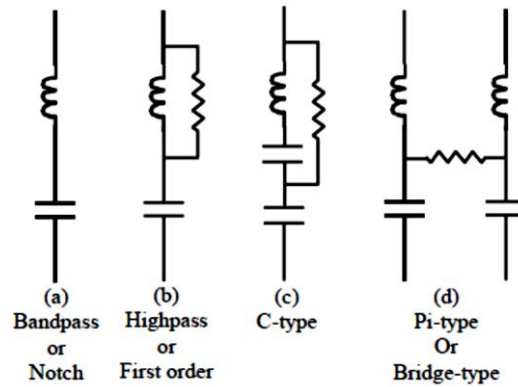 (a)
Bandpass
or
Notch
(b)
Highpass
or
First order
(c)
C-type
(d)
Pi-type
Or
Bridge-type